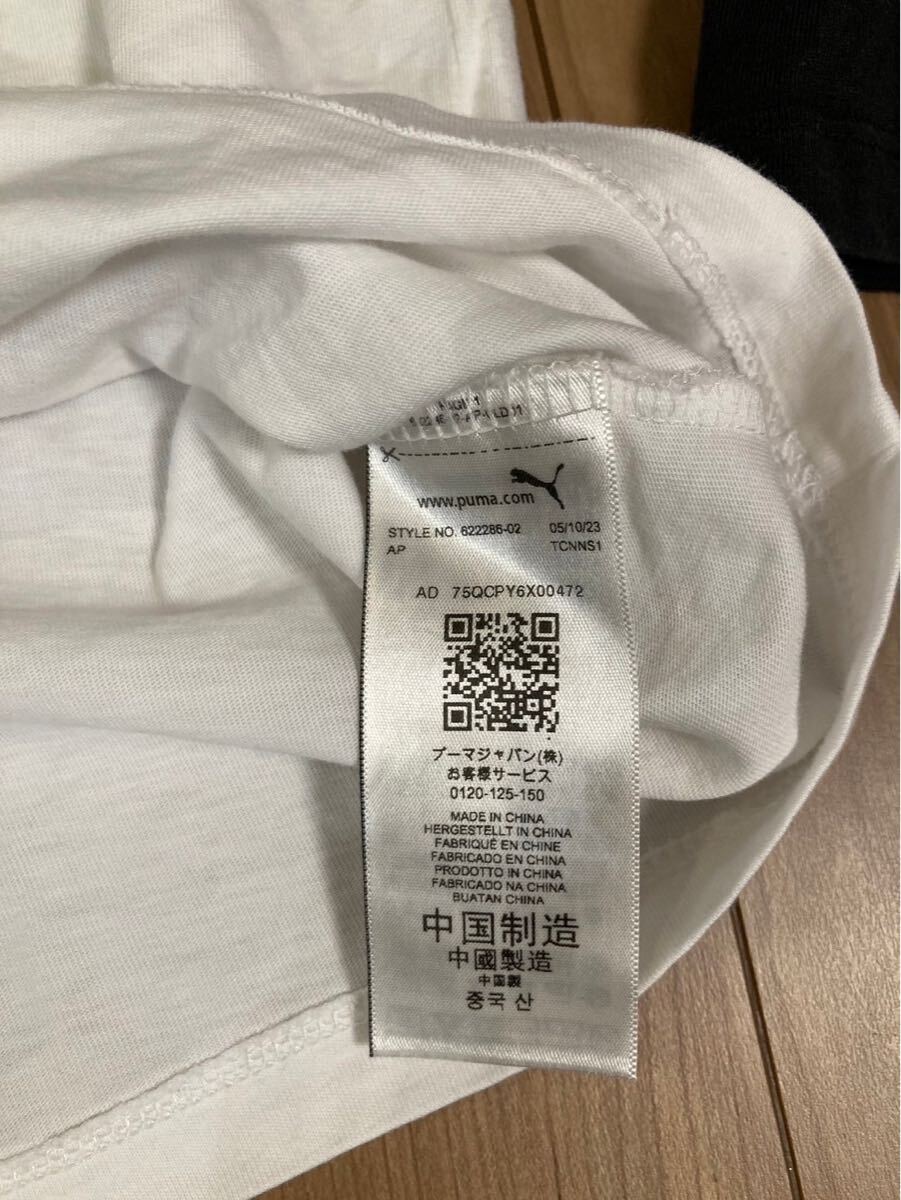 www.puma.com
STYLE NO. 622286-02 05/10/23
AP TCNNS1
AD 75QCPY6X00472
プーマジャパン(株)
お客様サービス
0120-125-150
MADE IN CHINA
HERGESTELLT IN CHINA
FABRIQUÉ EN CHINE
FABRICADO EN CHINA
PRODOTTO IN CHINA
FABRICADO NA CHINA
BUATAN CHINA
中国制造
中國製造
中国製
중국 산